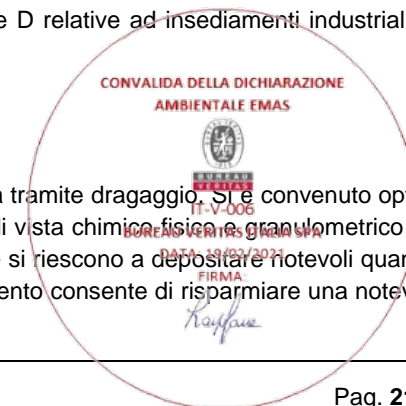 e D relative ad insediamenti industrial
CONVALIDA DELLA DICHIARAZIONE
AMBIENTALE EMAS
BUREAU
VERITAS
tramite dragaggio. Si è convenuto op
IT-V-006
i vista chimico fisico e granulometrico
BUREAU VERITAS ITALIA SPA
DATA: 19/02/2021
e si riescono a depositare notevoli quan
FIRMA:
ento consente di risparmiare una note
Pag. 2